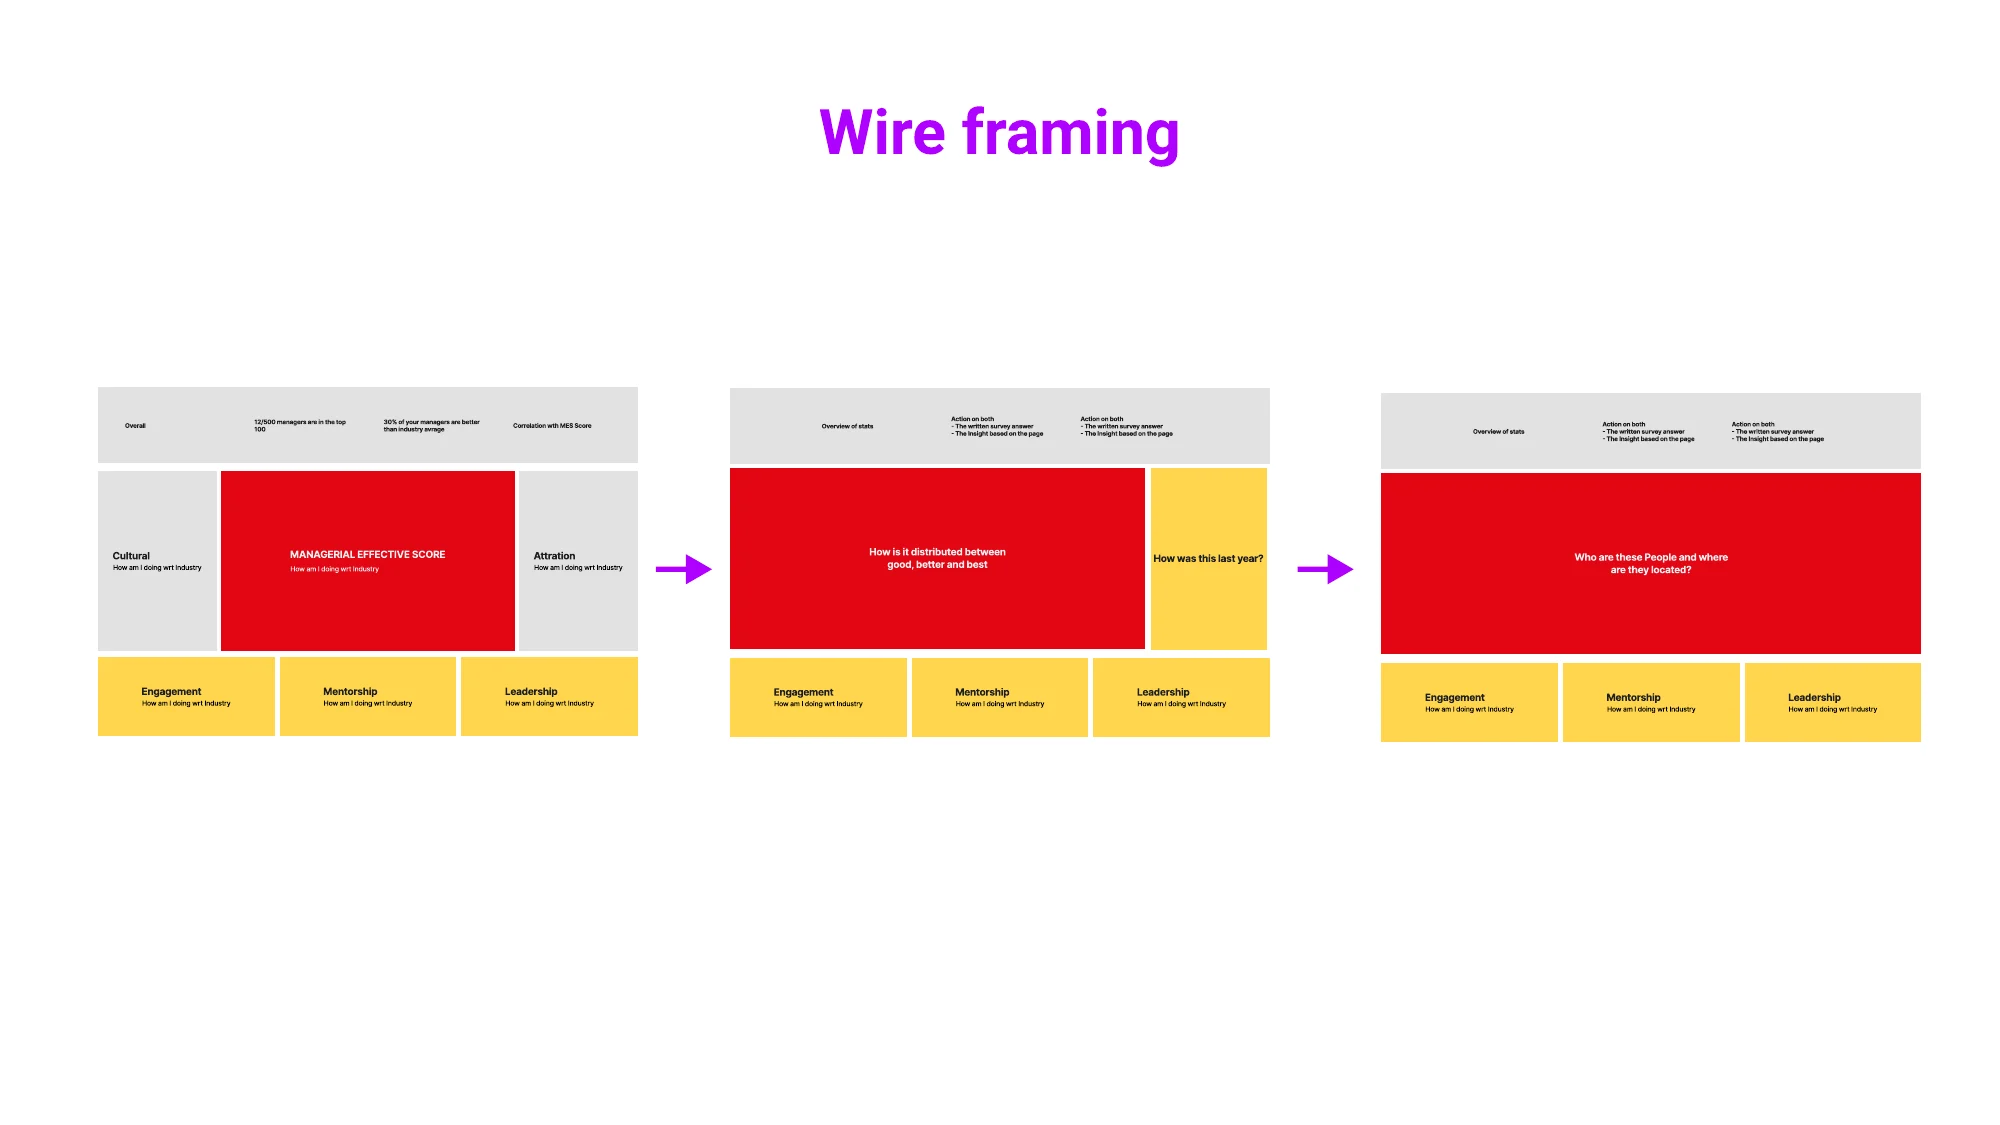 Wire framing
Overall
12/500 managers are in the top
100
30% of your managers are better
than industry avrage
Correlation wth MES Score
Cultural
How am I doing wrt Industry
MANAGERIAL EFFECTIVE SCORE
How am I doing wrt Industry
Attration
How am I doing wrt Industry
Engagement
How am I doing wrt Industry
Mentorship
How am I doing wrt Industry
Leadership
How am I doing wrt Industry
Overview of stats
Action on both
- The written survey answer
- The Insight based on the page
Action on both
- The written survey answer
- The Insight based on the page
How is it distributed between
good, better and best
How was this last year?
Engagement
How am I doing wrt Industry
Mentorship
How am I doing wrt Industry
Leadership
How am I doing wrt Industry
Overview of stats
Action on both
- The written survey answer
- The Insight based on the page
Action on both
- The written survey answer
- The Insight based on the page
Who are these People and where
are they located?
Engagement
How am I doing wrt Industry
Mentorship
How am I doing wrt Industry
Leadership
How am I doing wrt Industry